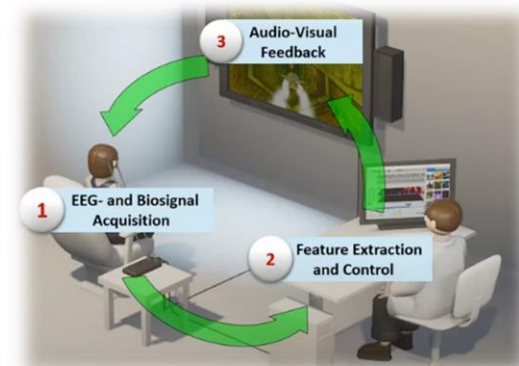 3
Audio-Visual
Feedback
1
EEG- and Biosignal
Acquisition
2
Feature Extraction
and Control